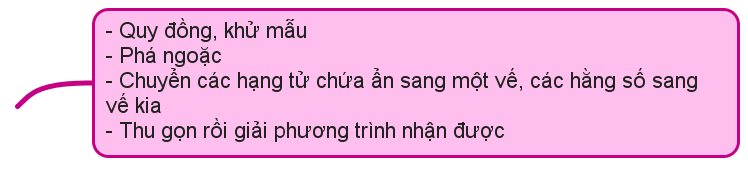 - Quy đồng, khử mẫu
- Phá ngoặc
- Chuyển các hạng tử chứa ẩn sang một vế, các hằng số sang
vế kia
- Thu gọn rồi giải phương trình nhận được